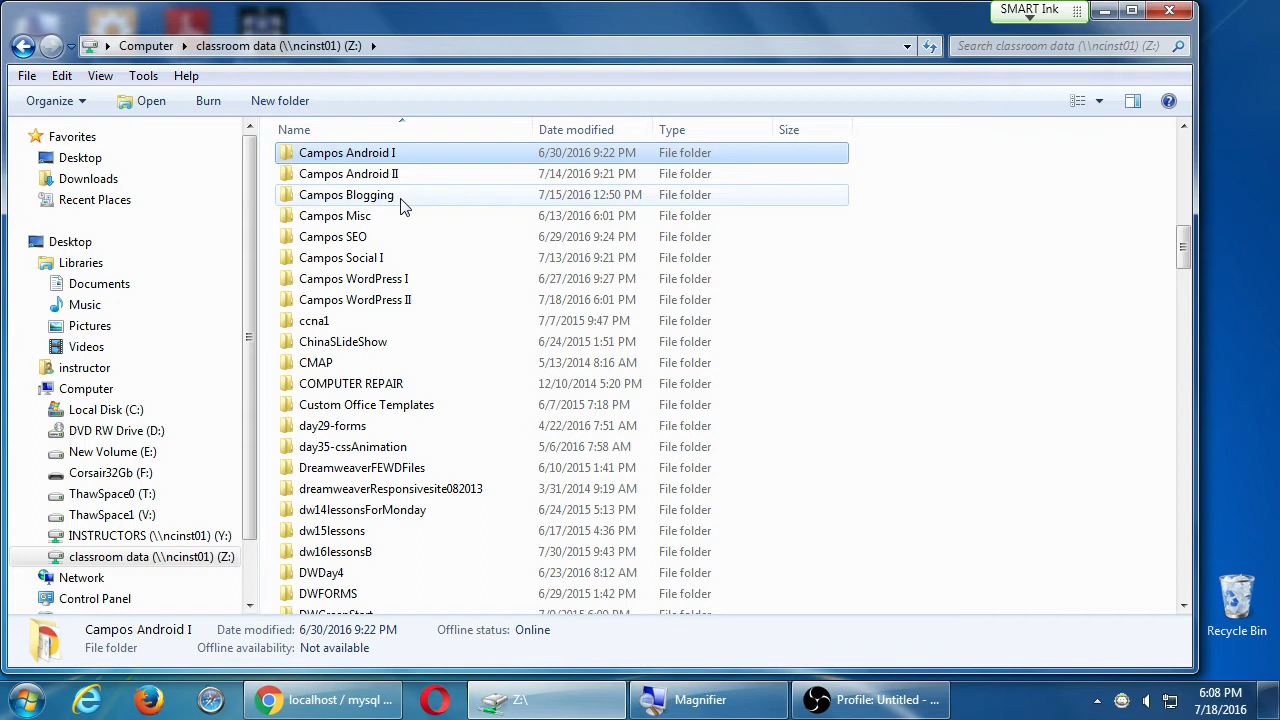 SMART Ink
Computer classroom data (\\ncinst01) (Z:)
Search classroom data (\\ncinst01) (Z:)
File Edit View Tools Help
Organize Open Burn New folder
Favorites
Desktop
Downloads
Recent Places
Desktop
Libraries
Documents
Music
Pictures
Videos
instructor
Computer
Local Disk (C:)
DVD RW Drive (D:)
New Volume (E:)
Corsair32Gb (F:)
ThawSpace0 (T:)
ThawSpace1 (V:)
INSTRUCTORS (\\ncinst01) (Y:)
classroom data (\\ncinst01) (Z:)
Network
Control Panel
Name Date modified Type Size
Campos Android I 6/30/2016 9:22 PM File folder
Campos Android II 7/14/2016 9:21 PM File folder
Campos Blogging 7/15/2016 12:50 PM File folder
Campos Misc 6/13/2016 6:01 PM File folder
Campos SEO 6/29/2016 9:24 PM File folder
Campos Social I 7/13/2016 9:21 PM File folder
Campos WordPress I 6/27/2016 9:27 PM File folder
Campos WordPress II 7/18/2016 6:01 PM File folder
ccna1 7/7/2015 9:47 PM File folder
ChinaSLideShow 6/24/2015 1:51 PM File folder
CMAP 5/13/2014 8:16 AM File folder
COMPUTER REPAIR 12/10/2014 5:20 PM File folder
Custom Office Templates 6/7/2015 7:18 PM File folder
day29-forms 4/22/2016 7:51 AM File folder
day35-cssAnimation 5/6/2016 7:58 AM File folder
DreamweaverFEWDFiles 6/10/2015 1:41 PM File folder
dreamweaverResponsivesite082013 3/31/2014 9:19 AM File folder
dw14lessonsForMonday 6/24/2015 5:13 PM File folder
dw15lessons 6/17/2015 4:36 PM File folder
dw16lessonsB 7/30/2015 9:43 PM File folder
DWDay4 6/23/2016 8:12 AM File folder
DWFORMS 6/29/2015 1:42 PM File folder
Campos Android I Date modified: 6/30/2016 9:22 PM Offline status: Online
File folder Offline availability: Not available
Recycle Bin
localhost / mysql ...
Z:\
Magnifier
Profile: Untitled - ...
6:08 PM
7/18/2016